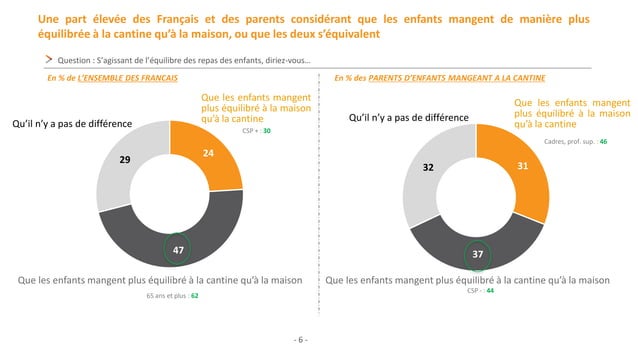 Une part élevée des Français et des parents considérant que les enfants mangent de manière plus
équilibrée à la cantine qu'à la maison, ou que les deux s'équivalent
Question : S'agissant de l'équilibre des repas des enfants, diriez-vous…
En % de L'ENSEMBLE DES FRANCAIS
Que les enfants mangent
plus équilibré à la maison
qu'à la cantine
CSP + : 30
Qu'il n'y a pas de différence
29
24
47
Que les enfants mangent plus équilibré à la cantine qu'à la maison
65 ans et plus : 62
En % des PARENTS D'ENFANTS MANGEANT A LA CANTINE
Que les enfants mangent
plus équilibré à la maison
qu'à la cantine
Cadres, prof. sup. : 46
Qu'il n'y a pas de différence
32
31
37
Que les enfants mangent plus équilibré à la cantine qu'à la maison
CSP - : 44
- 6 -